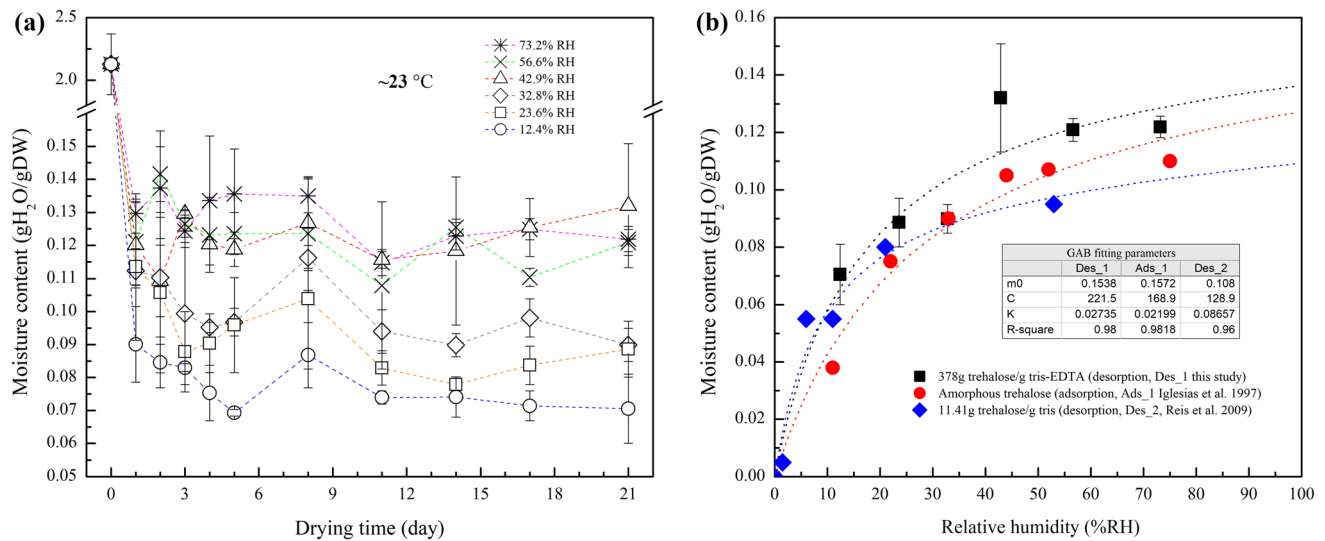 (a)
2.5
2.0
0.15
0.14
0.13
0.12
0.11
0.10
0.09
0.08
0.07
0.06
0.05
Moisture content (gH2O/gDW)
~23 °C
73.2% RH
56.6% RH
42.9% RH
32.8% RH
23.6% RH
12.4% RH
0 3 6 9 12 15 18 21
Drying time (day)
(b)
0.16
0.14
0.12
0.10
0.08
0.06
0.04
0.02
0.00
Moisture content (gH2O/gDW)
GAB fitting parameters
Des_1 Ads_1 Des_2
m0 0.1538 0.1572 0.108
C 221.5 168.9 128.9
K 0.02735 0.02199 0.08657
R-square 0.98 0.9818 0.96
378g trehalose/g tris-EDTA (desorption, Des_1 this study)
Amorphous trehalose (adsorption, Ads_1 Iglesias et al. 1997)
11.41g trehalose/g tris (desorption, Des_2, Reis et al. 2009)
0 10 20 30 40 50 60 70 80 90 100
Relative humidity (%RH)